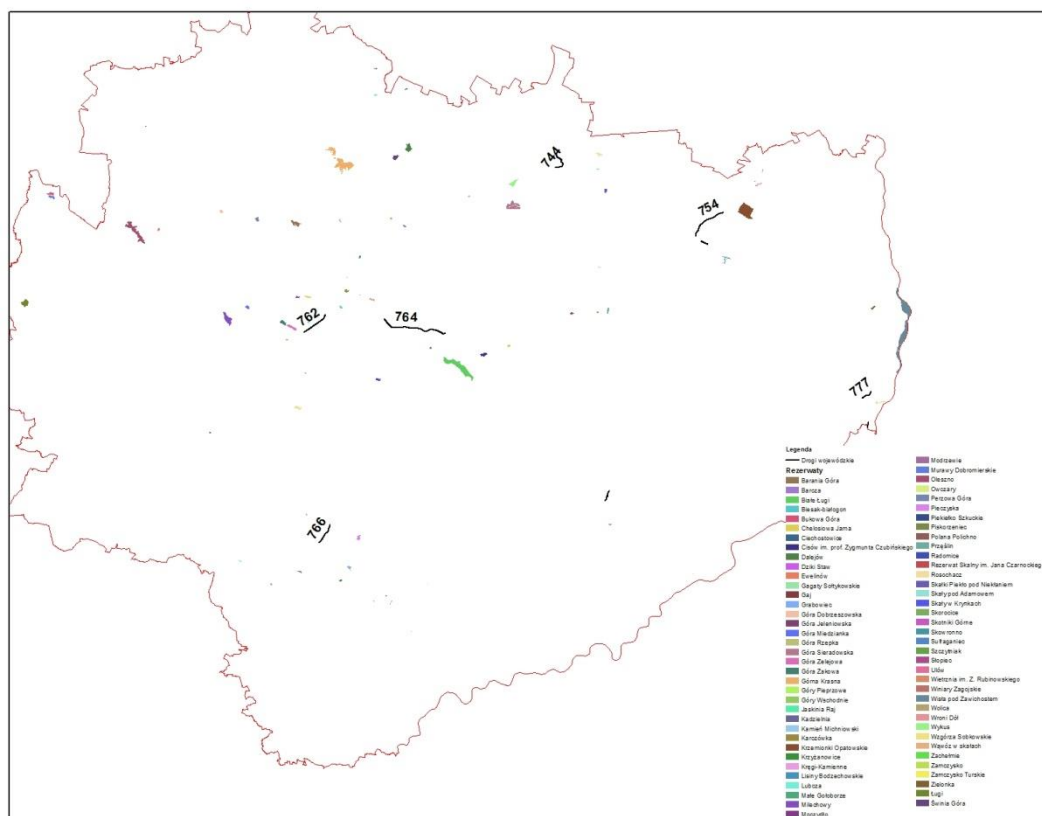 744
754
762
764
777
766
Legenda
Drogi wojewódzkie
Rezerwaty
Barania Góra
Barcza
Białe Ługi
Biesak-białogon
Bukowa Góra
Chelosiowa Jama
Ciechostowice
Cisów im. prof. Zygmunta Czubińskiego
Dalejów
Dziki Staw
Ewelinów
Gagaty Sołtykowskie
Gaj
Grabowiec
Góra Dobrzeszowska
Góra Jeleniowska
Góra Miedzianka
Góra Rzepka
Góra Sieradowska
Góra Zelejowa
Góra Żakowa
Górna Krasna
Góry Pieprzowe
Góry Wschodnie
Jaskinia Raj
Kadzielnia
Kamień Michniowski
Karczówka
Krzemionki Opatowskie
Krzyżanowice
Kręgi-Kamienne
Lisiny Bodzechowskie
Lubcza
Małe Gołoborze
Milechowy
Moczydło
Modrzewie
Murawy Dobromierskie
Oleszno
Owczary
Perzowa Góra
Pieczyska
Piekiełko Szkuckie
Piskorzeniec
Polana Polichno
Przęślin
Radomice
Rezerwat Skalny im. Jana Czarnockiego
Rosochacz
Skałki Piekło pod Niekłaniem
Skały pod Adamowem
Skały w Krynkach
Skorocice
Skotniki Górne
Skowronno
Sufraganiec
Szczytniak
Słopiec
Ulów
Wietrznia im. Z. Rubinowskiego
Winiary Zagojskie
Wisła pod Zawichostem
Wolica
Wroni Dół
Wykus
Wzgórza Sobkowskie
Wąwóz w skałach
Zachełmie
Zamczysko
Zamczysko Turskie
Zielonka
Ługi
Świnia Góra